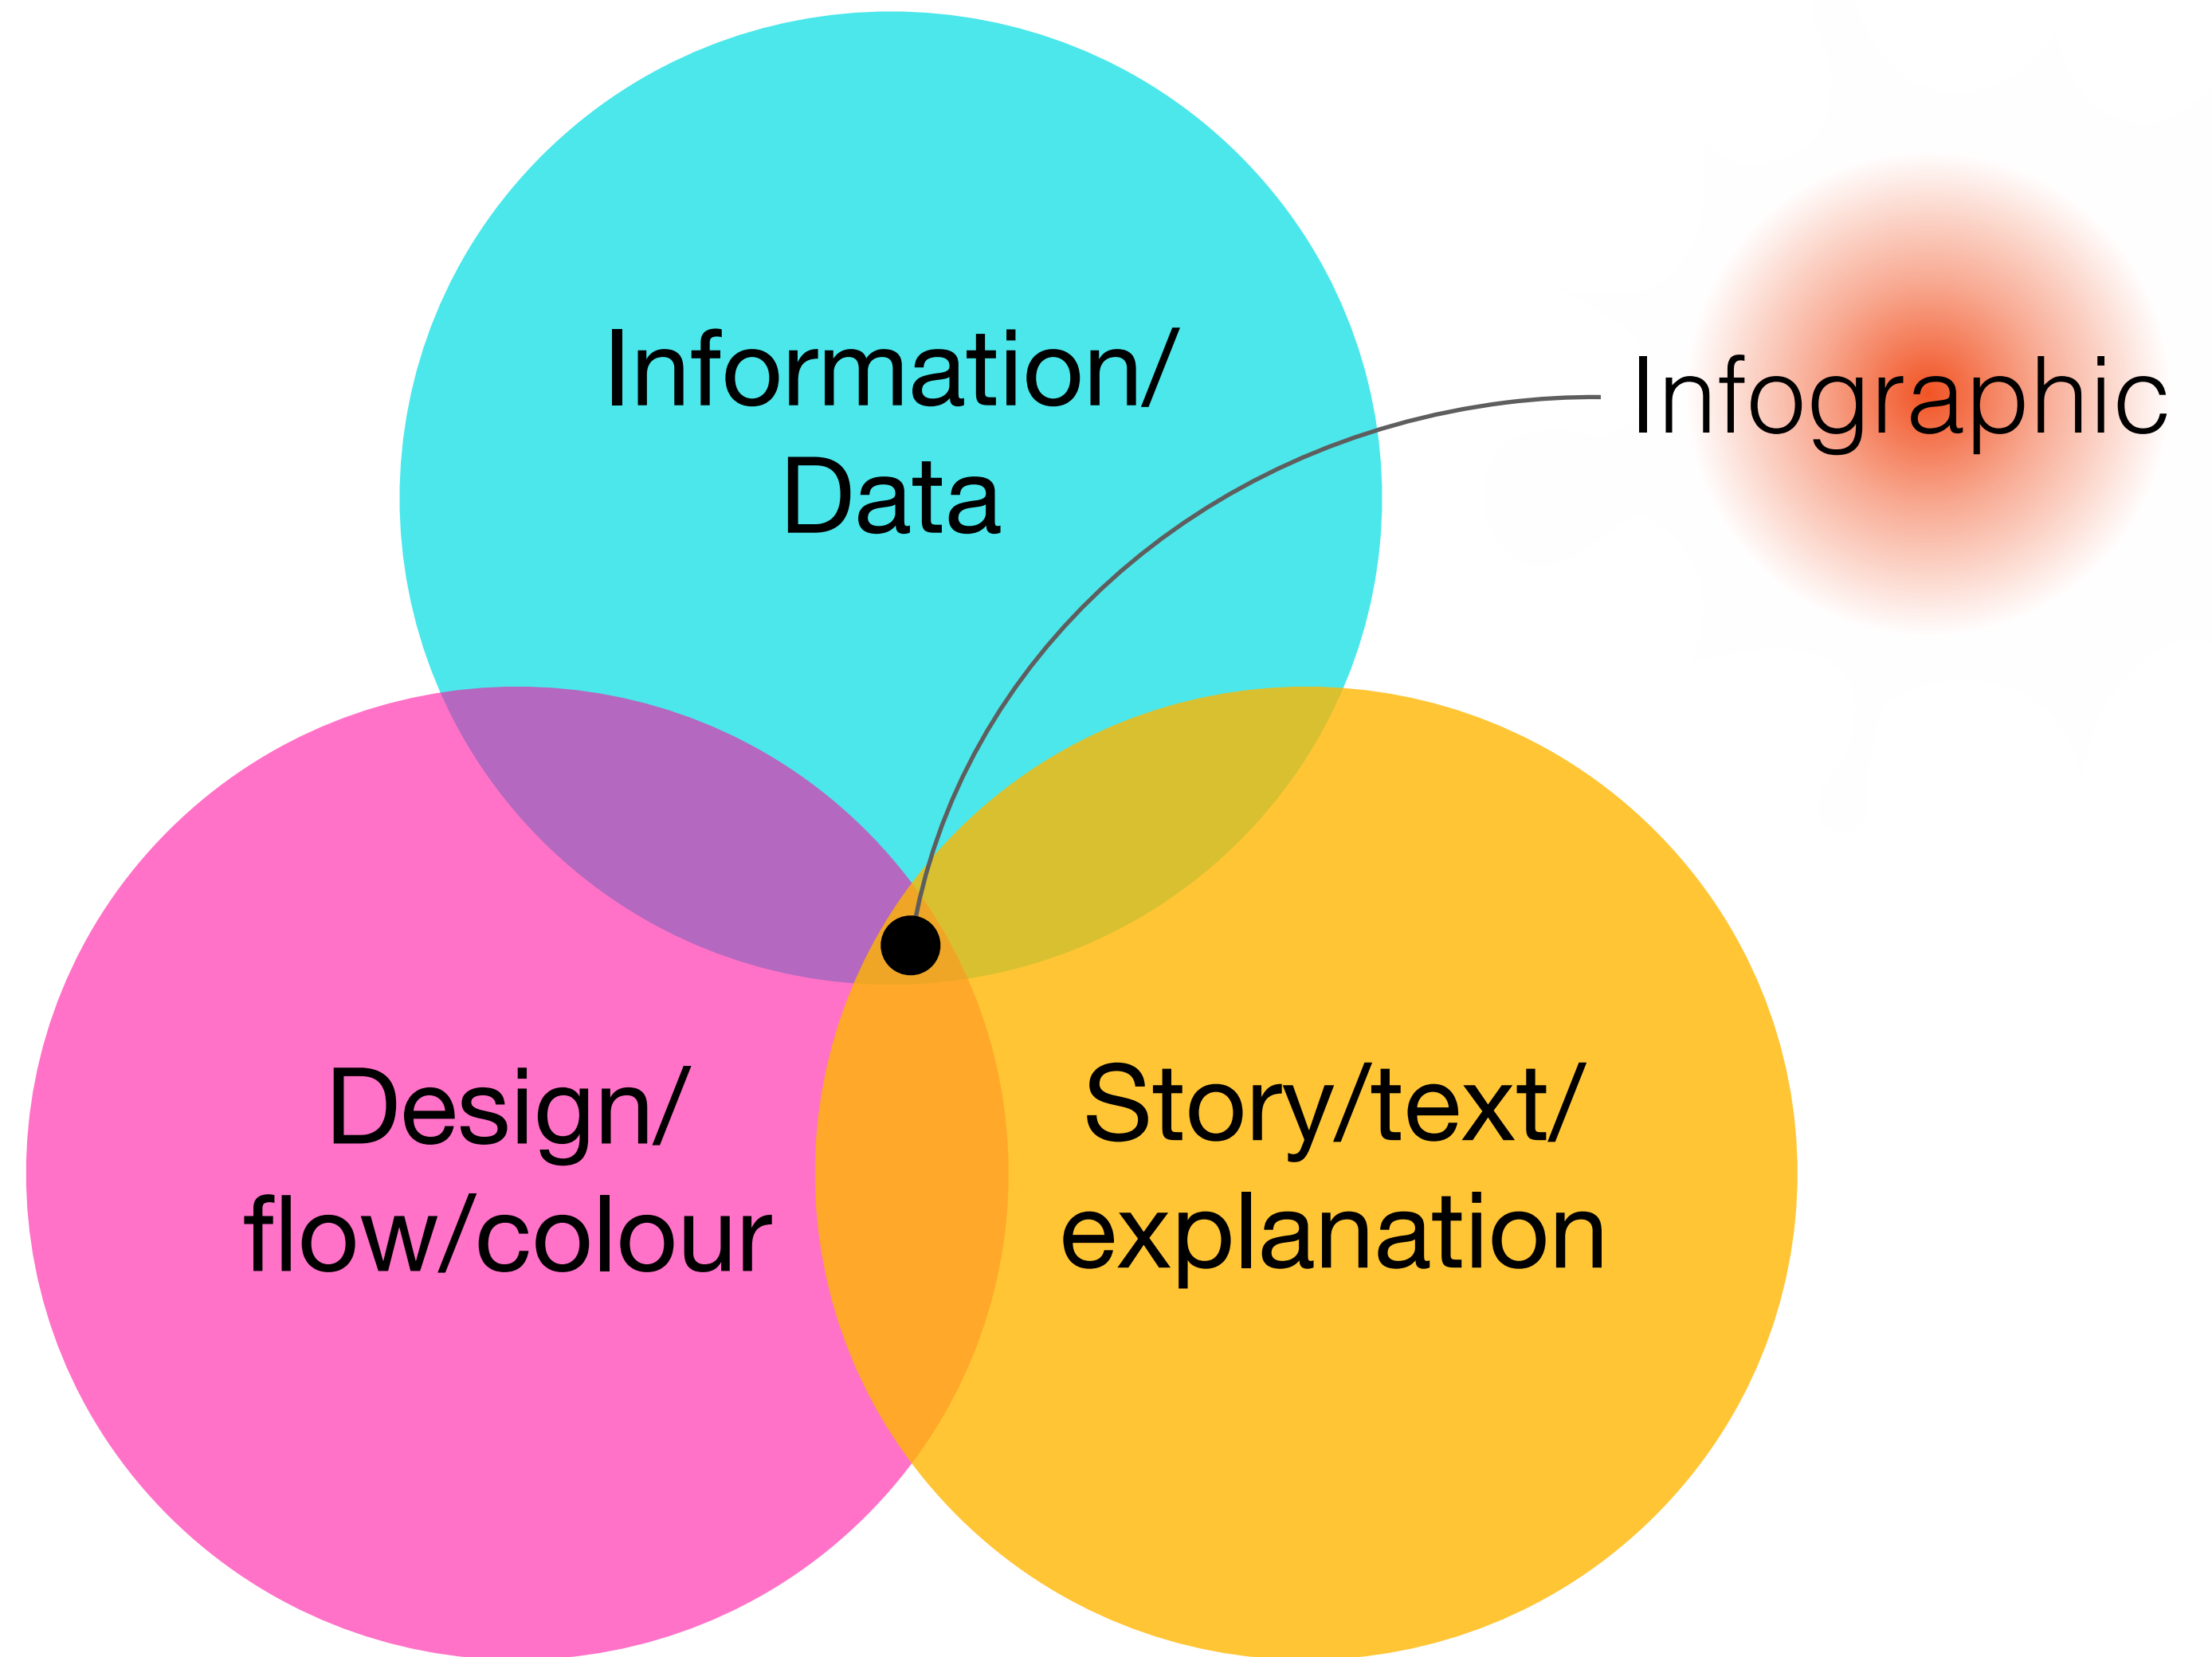 Information/
Data
Infographic
Design/
flow/colour
Story/text/
explanation